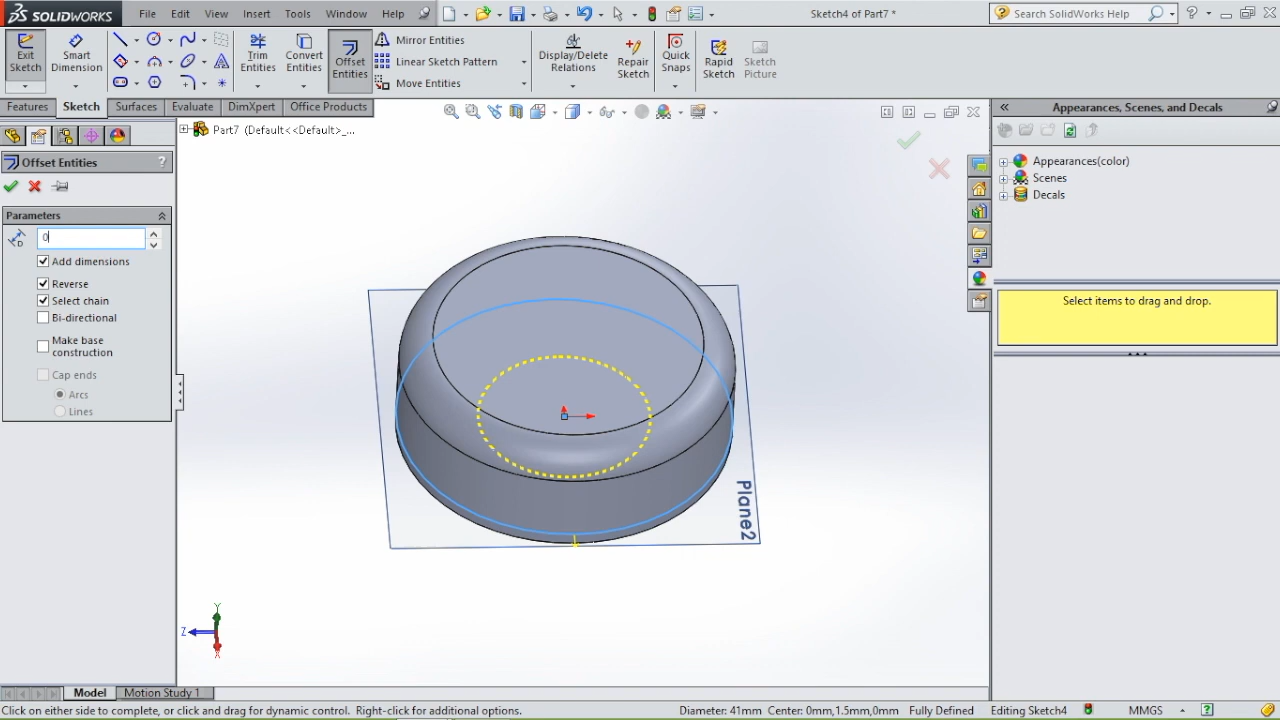 SOLIDWORKS File Edit View Insert Tools Window Help Sketch4 of Part7 * Search SolidWorks Help ?
Exit Sketch
Smart Dimension
Trim Entities
Convert Entities
Offset Entities
Mirror Entities
Linear Sketch Pattern
Move Entities
Display/Delete Relations
Repair Sketch
Quick Snaps
Rapid Sketch
Sketch Picture
Features Sketch Surfaces Evaluate DimXpert Office Products
Appearances, Scenes, and Decals
Part7 (Default<<Default>_...
Offset Entities ?
Parameters
D
0
Add dimensions
Reverse
Select chain
Bi-directional
Make base
construction
Cap ends
Arcs
Lines
Appearances(color)
Scenes
Decals
Select items to drag and drop.
Plane2
Y
Z
X
Model Motion Study 1
Click on either side to complete, or click and drag for dynamic control. Right-click for additional options. Diameter: 41mm Center: 0mm,1.5mm,0mm Fully Defined Editing Sketch4 MMGS ?